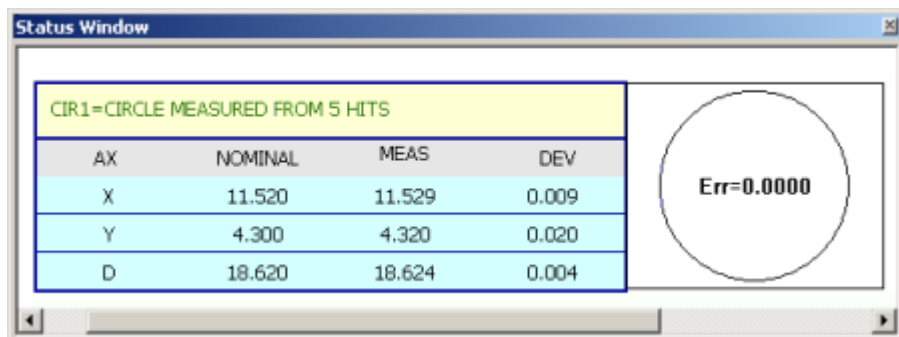 Status Window
CIR1=CIRCLE MEASURED FROM 5 HITS
AX NOMINAL MEAS DEV
X 11.520 11.529 0.009
Y 4.300 4.320 0.020
D 18.620 18.624 0.004
Err=0.0000